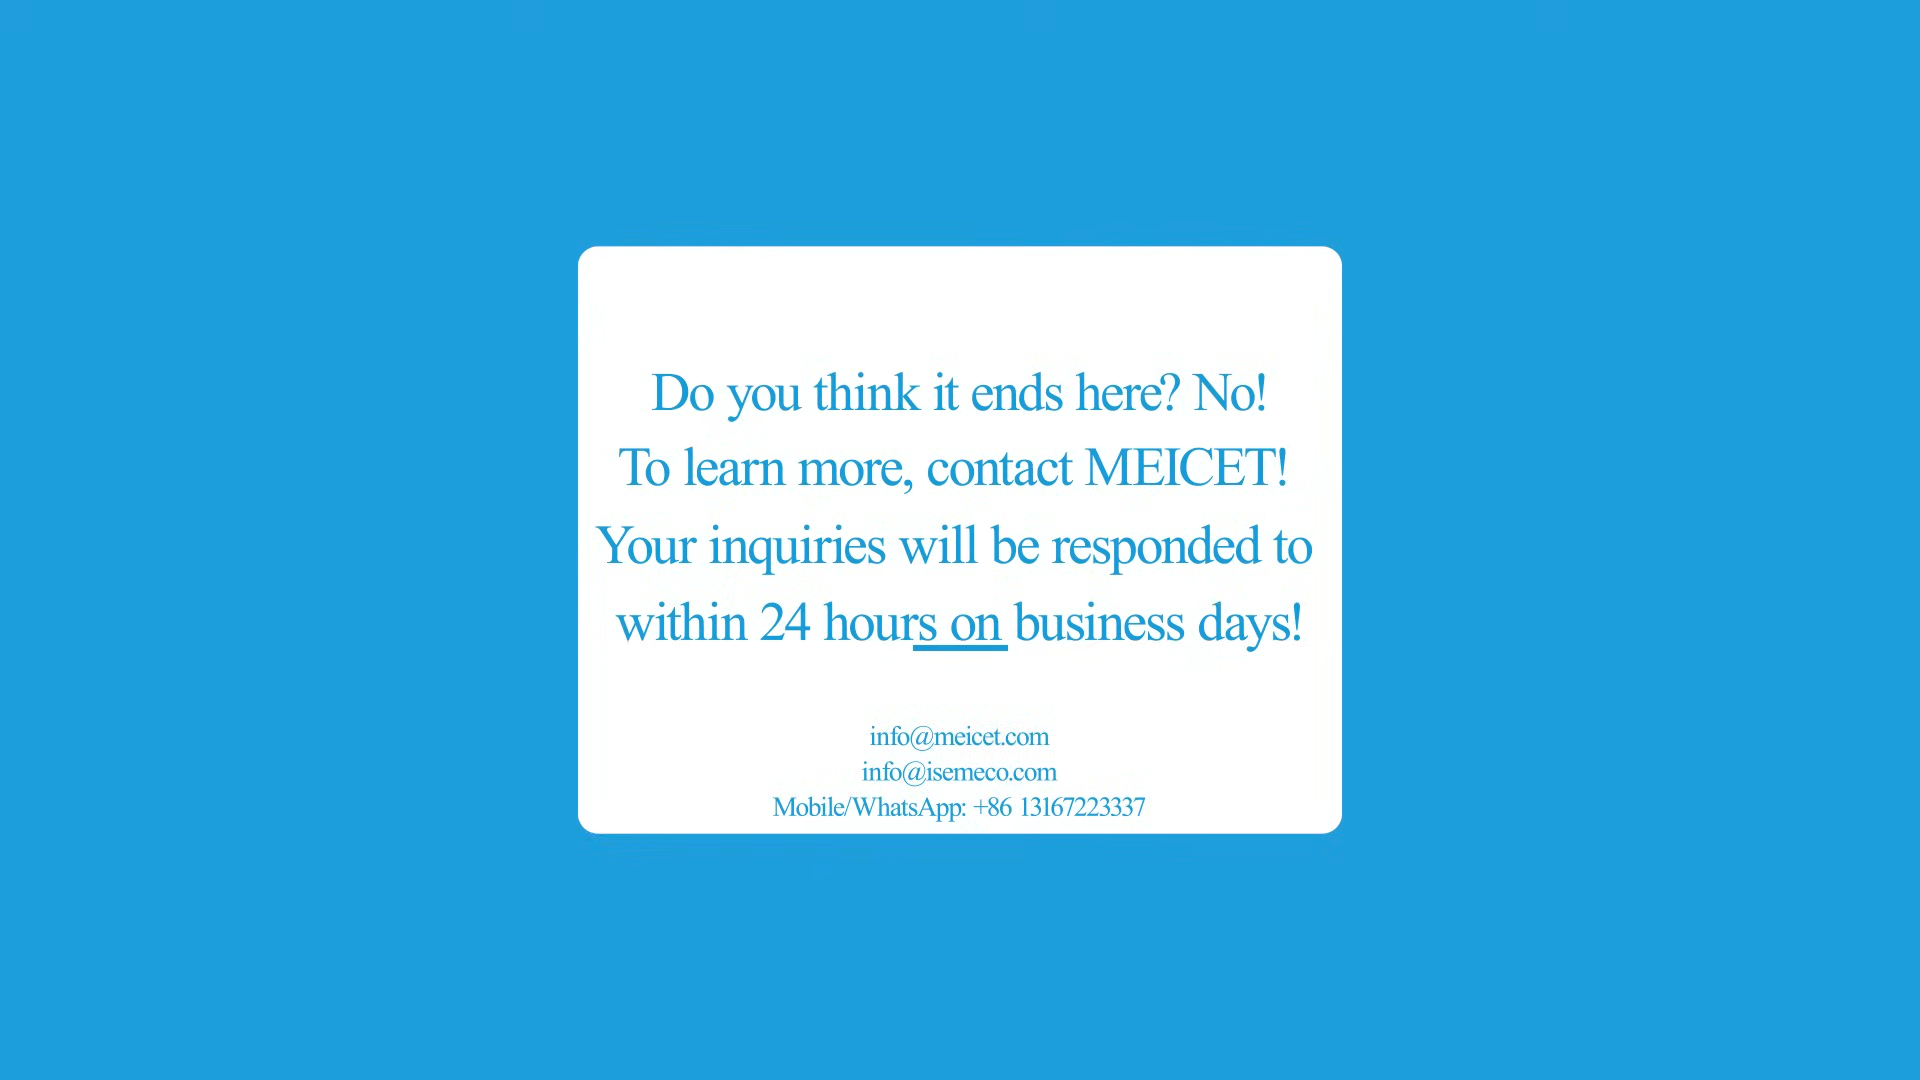 Do you think it ends here? No!
To learn more, contact MEICET!
Your inquiries will be responded to
within 24 hours on business days!
info@meicet.com
info@isemeco.com
Mobile/WhatsApp: +86 13167223337